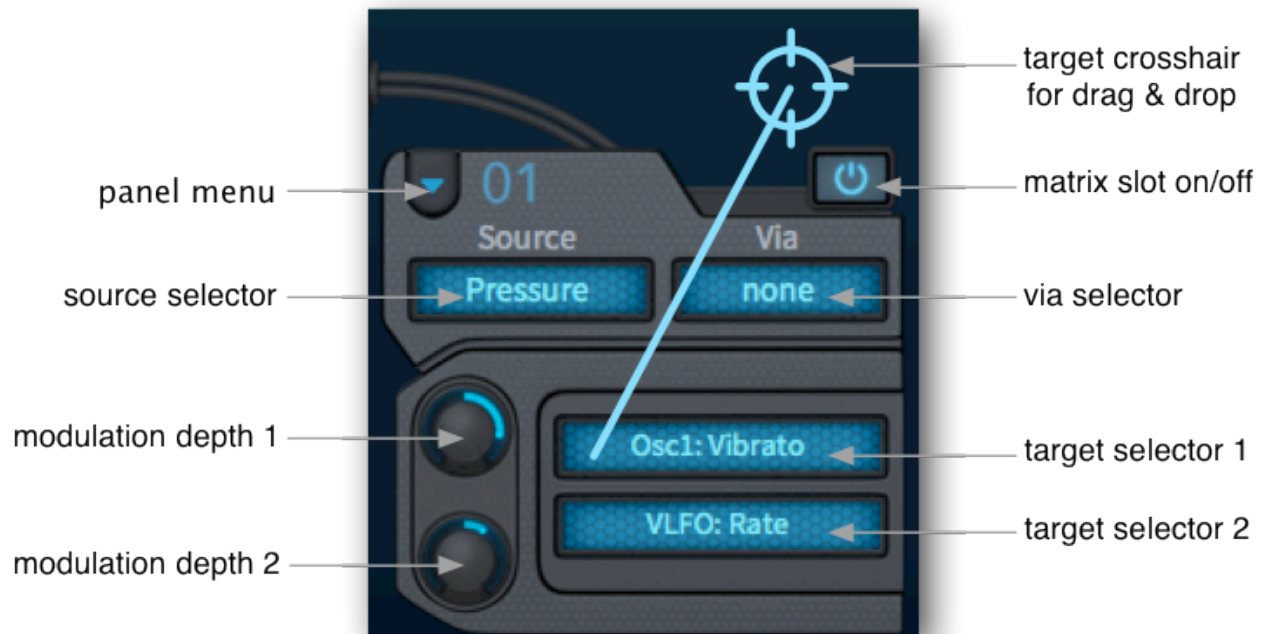 target crosshair
for drag & drop
panel menu
01
matrix slot on/off
Source
Via
source selector
Pressure
none
via selector
modulation depth 1
Osc1: Vibrato
target selector 1
VLFO: Rate
target selector 2
modulation depth 2